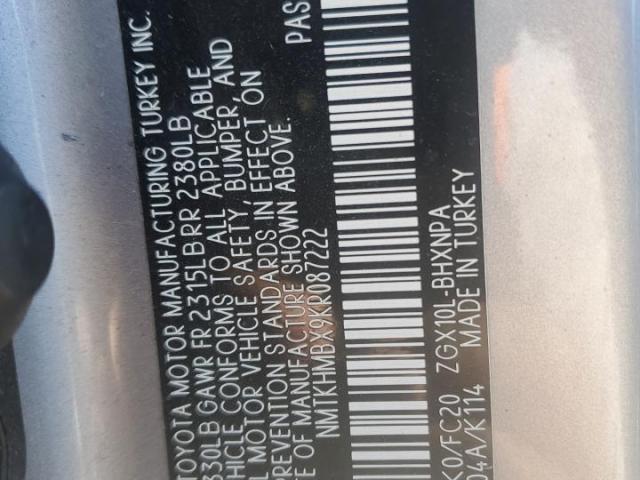 TOYOTA MOTOR MANUFACTURING TURKEY INC.
330LB GAWR FR 2315LB RR 2380LB
HICLE CONFORMS TO ALL APPLICABLE
L MOTOR VEHICLE SAFETY, BUMPER, AND
PREVENTION STANDARDS IN EFFECT ON
TE OF MANUFACTURE SHOWN ABOVE.
NMTKHMBX9KR087222 PAS
K0/FC20 ZGX10L-BHXNPA
04A/K114 MADE IN TURKEY